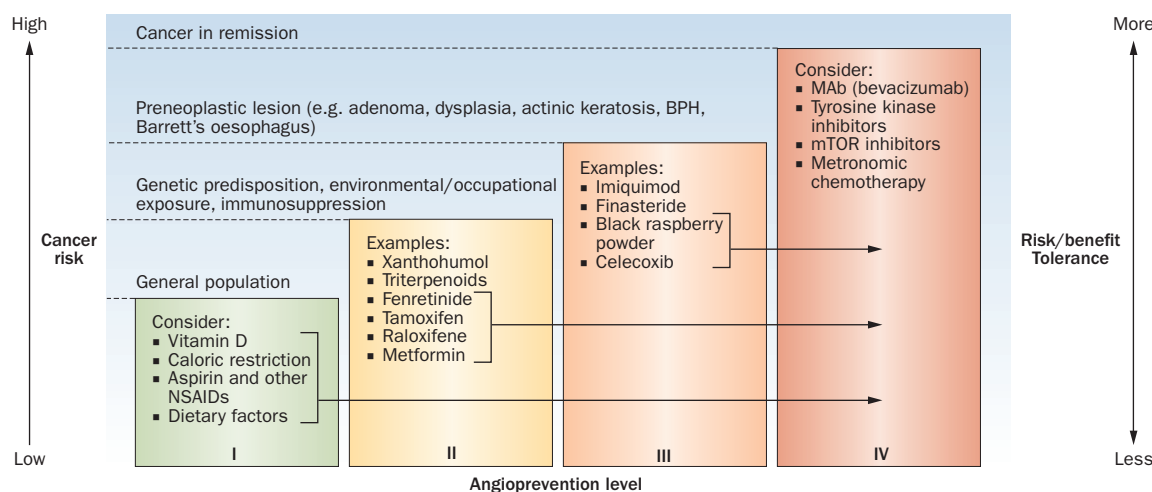 High
Cancer
risk
Low
Cancer in remission
Preneoplastic lesion (e.g. adenoma, dysplasia, actinic keratosis, BPH,
Barrett's oesophagus)
Genetic predisposition, environmental/occupational
exposure, immunosuppression
General population
Consider:
▪ Vitamin D
▪ Caloric restriction
▪ Aspirin and other
NSAIDs
▪ Dietary factors
I
Examples:
▪ Xanthohumol
▪ Triterpenoids
▪ Fenretinide
▪ Tamoxifen
▪ Raloxifene
▪ Metformin
II
Examples:
▪ Imiquimod
▪ Finasteride
▪ Black raspberry
powder
▪ Celecoxib
III
Consider:
▪ MAb (bevacizumab)
▪ Tyrosine kinase
inhibitors
▪ mTOR inhibitors
▪ Metronomic
chemotherapy
IV
Angioprevention level
More
Risk/benefit
Tolerance
Less